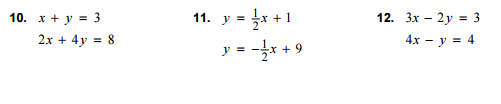 10. x + y = 3
2x + 4y = 8
11. y = 1/2x + 1
y = -1/2x + 9
12. 3x − 2y = 3
4x − y = 4